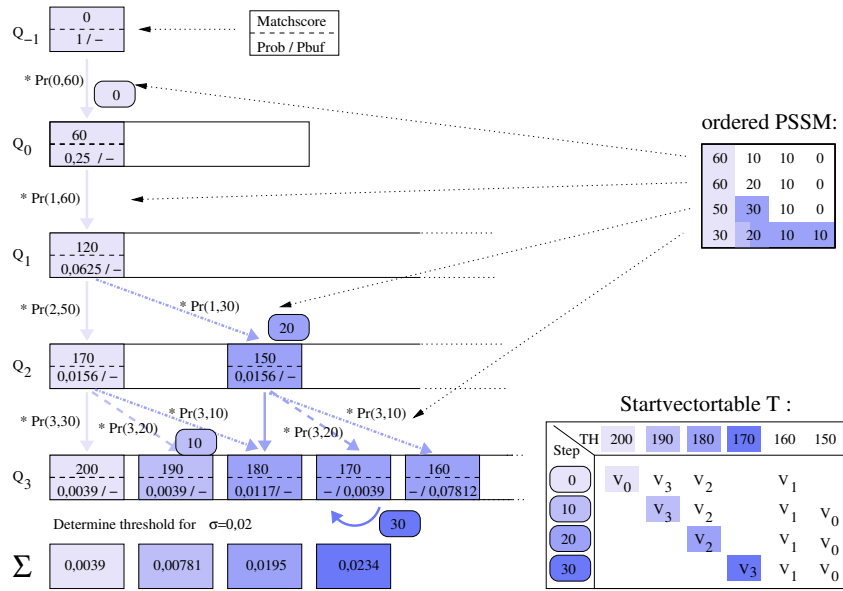 Q-1
0
1 / –
Matchscore
Prob / Pbuf
* Pr(0,60)
0
ordered PSSM:
60 10 10 0
60 20 10 0
50 30 10 0
30 20 10 10
Q0
60
0,25 / –
* Pr(1,60)
Q1
120
0,0625 / –
* Pr(2,50)
* Pr(1,30)
20
Q2
170
0,0156 / –
150
0,0156 / –
* Pr(3,30)
* Pr(3,20)
* Pr(3,10)
10
* Pr(3,20)
* Pr(3,10)
Q3
200
0,0039 / –
190
0,0039 / –
180
0,0117/ –
170
– / 0,0039
160
– / 0,07812
Determine threshold for σ=0,02
30
Σ
0,0039
0,00781
0,0195
0,0234
Startvectortable T :
Step TH 200 190 180 170 160 150
0 V0 V3 V2 V1
10 V3 V2 V1 V0
20 V2 V1 V0
30 V3 V1 V0